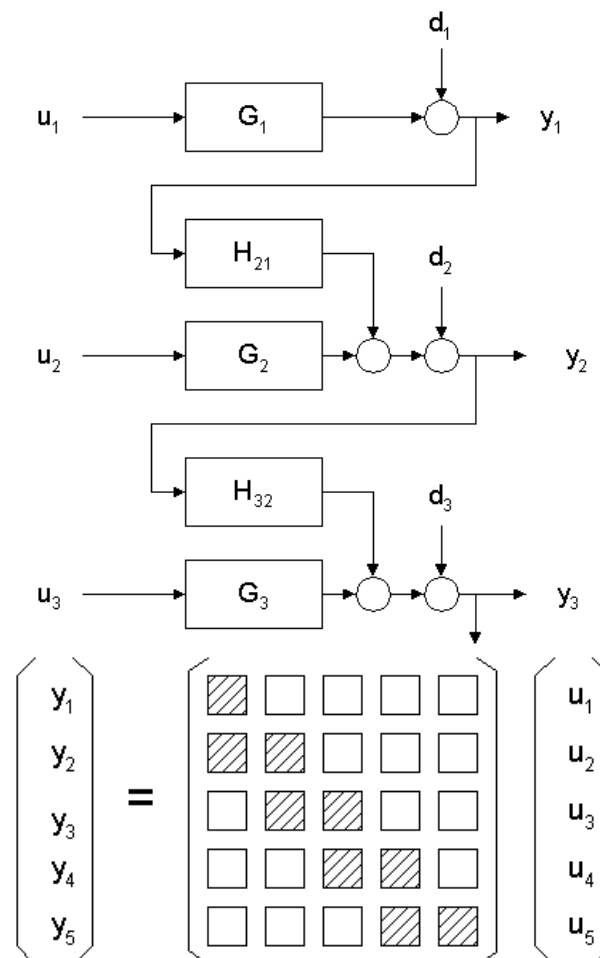 d₁
u₁ G₁ y₁
H₂₁ d₂
u₂ G₂ y₂
H₃₂ d₃
u₃ G₃ y₃
y₁ u₁
y₂ u₂
y₃ = u₃
y₄ u₄
y₅ u₅